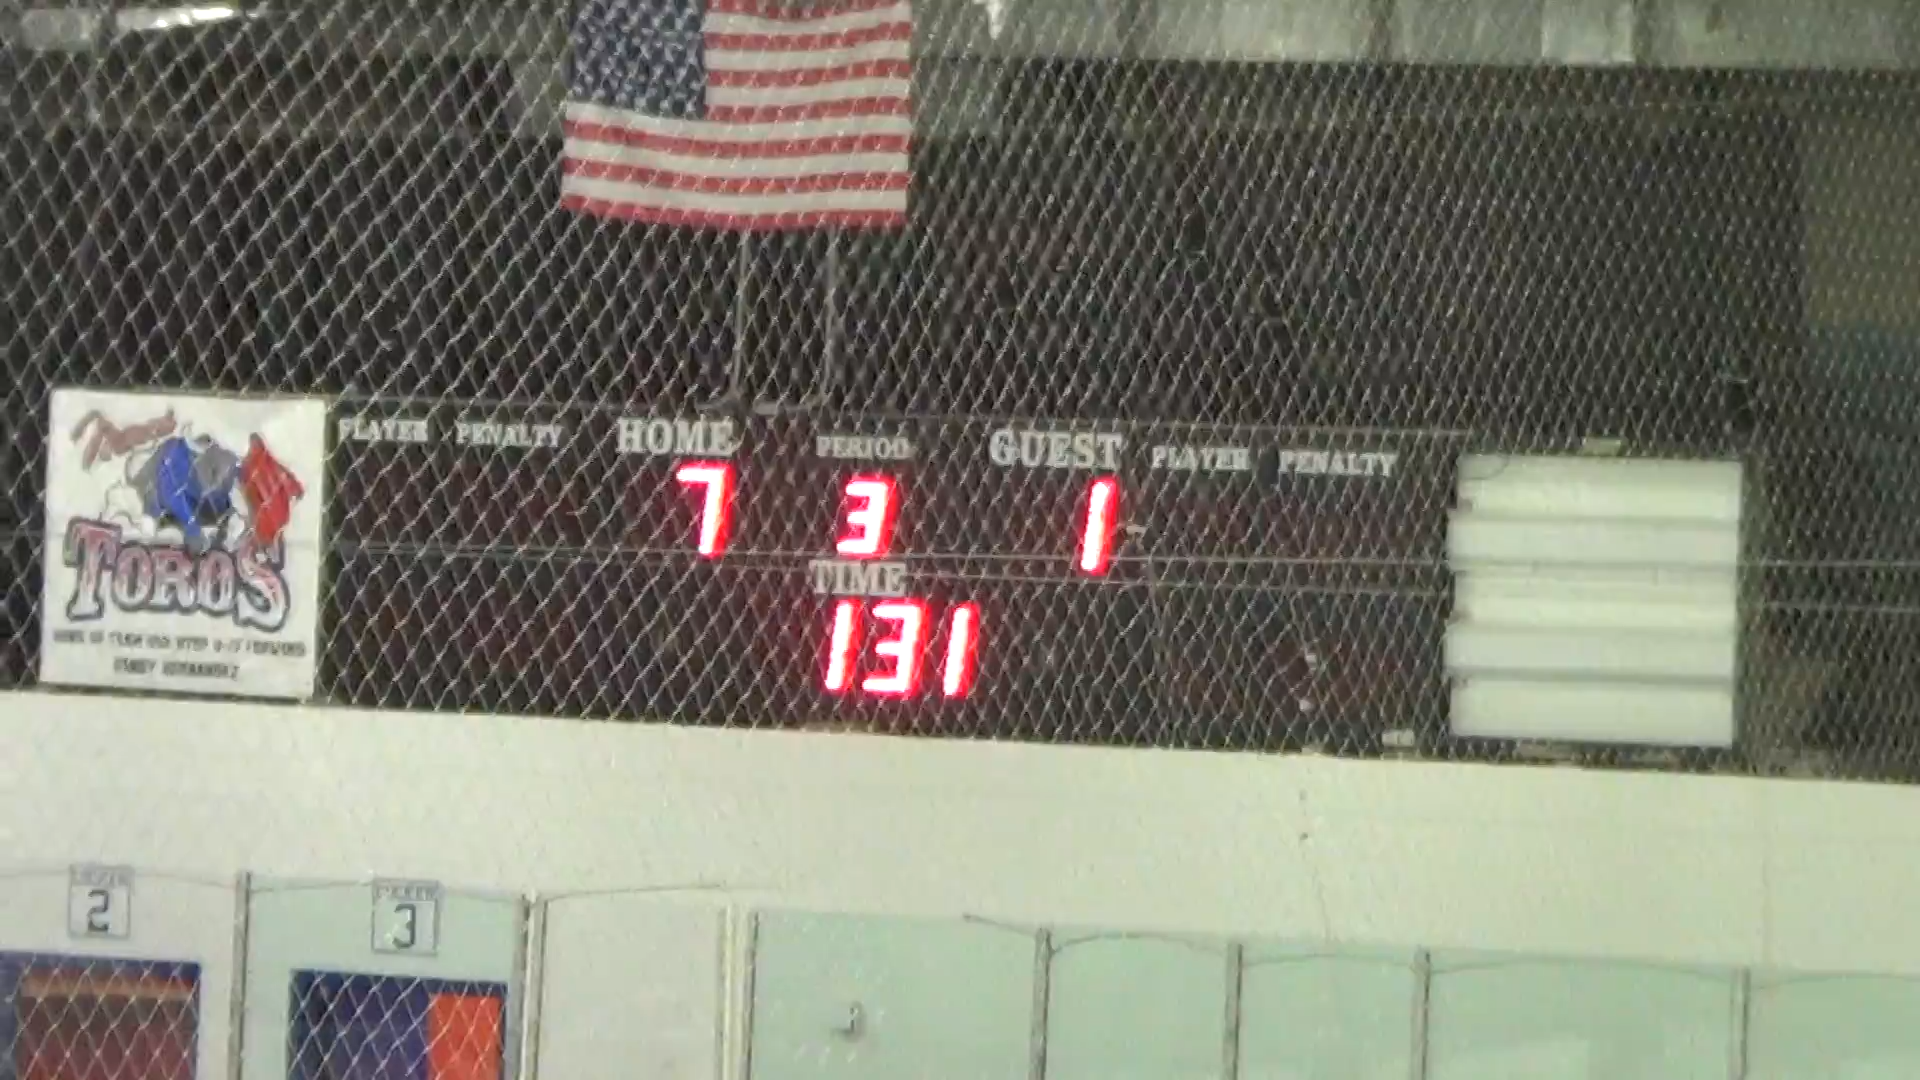 PLAYER PENALTY HOME PERIOD GUEST PLAYER PENALTY
7 3 1
TIME
131
TOROS
2
3